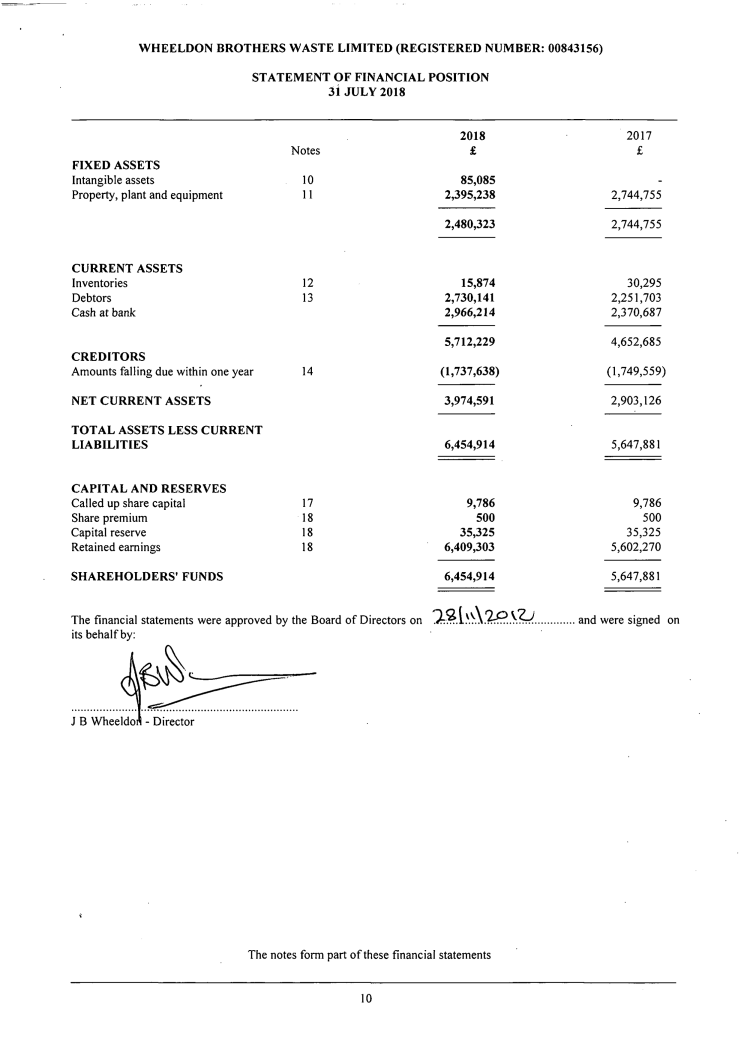 WHEELDON BROTHERS WASTE LIMITED (REGISTERED NUMBER: 00843156)
STATEMENT OF FINANCIAL POSITION
31 JULY 2018
2018 2017
Notes £ £
FIXED ASSETS
Intangible assets 10 85,085 -
Property, plant and equipment 11 2,395,238 2,744,755
2,480,323 2,744,755
CURRENT ASSETS
Inventories 12 15,874 30,295
Debtors 13 2,730,141 2,251,703
Cash at bank 2,966,214 2,370,687
5,712,229 4,652,685
CREDITORS
Amounts falling due within one year 14 (1,737,638) (1,749,559)
NET CURRENT ASSETS 3,974,591 2,903,126
TOTAL ASSETS LESS CURRENT
LIABILITIES 6,454,914 5,647,881
CAPITAL AND RESERVES
Called up share capital 17 9,786 9,786
Share premium 18 500 500
Capital reserve 18 35,325 35,325
Retained earnings 18 6,409,303 5,602,270
SHAREHOLDERS' FUNDS 6,454,914 5,647,881
The financial statements were approved by the Board of Directors on 28/11/ and were signed on
its behalf by:
J B Wheeldon - Director
The notes form part of these financial statements
10